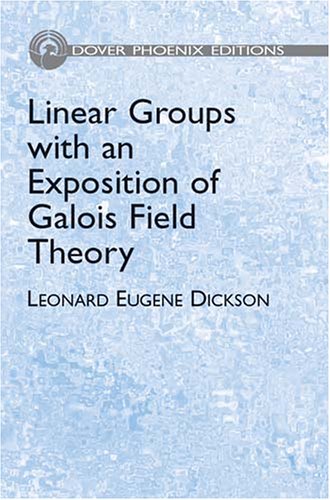 DOVER PHOENIX EDITIONS
Linear Groups
with an
Exposition of
Galois Field
Theory
LEONARD EUGENE DICKSON